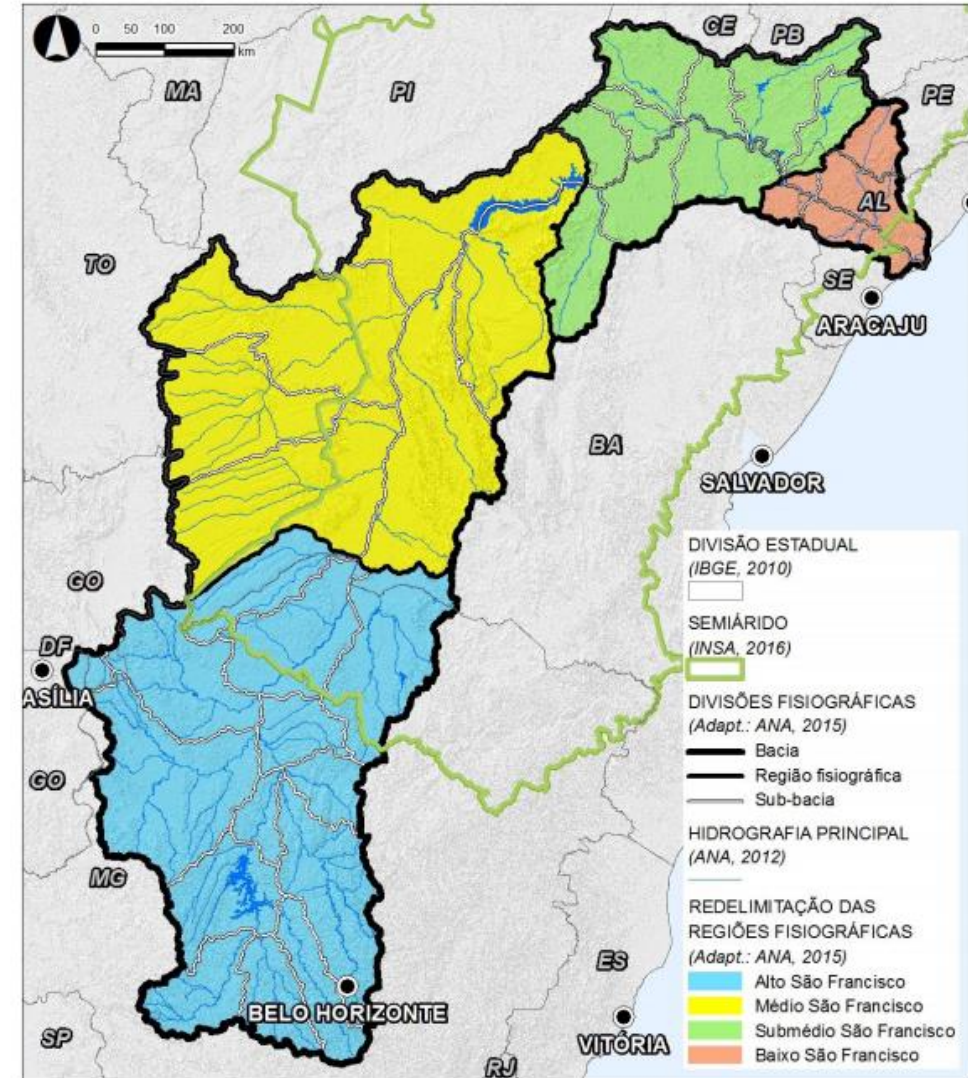 0 50 100 200
km
CE
PB
MA
PI
PE
AL
TO
SE
ARACAJU
BA
SALVADOR
GO
DF
ASÍLIA
GO
MG
BELO HORIZONTE
ES
SP
VITÓRIA
RJ
DIVISÃO ESTADUAL
(IBGE, 2010)
SEMIÁRIDO
(INSA, 2016)
DIVISÕES FISIOGRÁFICAS
(Adapt.: ANA, 2015)
Bacia
Região fisiográfica
Sub-bacia
HIDROGRAFIA PRINCIPAL
(ANA, 2012)
REDELIMITAÇÃO DAS
REGIÕES FISIOGRÁFICAS
(Adapt.: ANA, 2015)
Alto São Francisco
Médio São Francisco
Submédio São Francisco
Baixo São Francisco